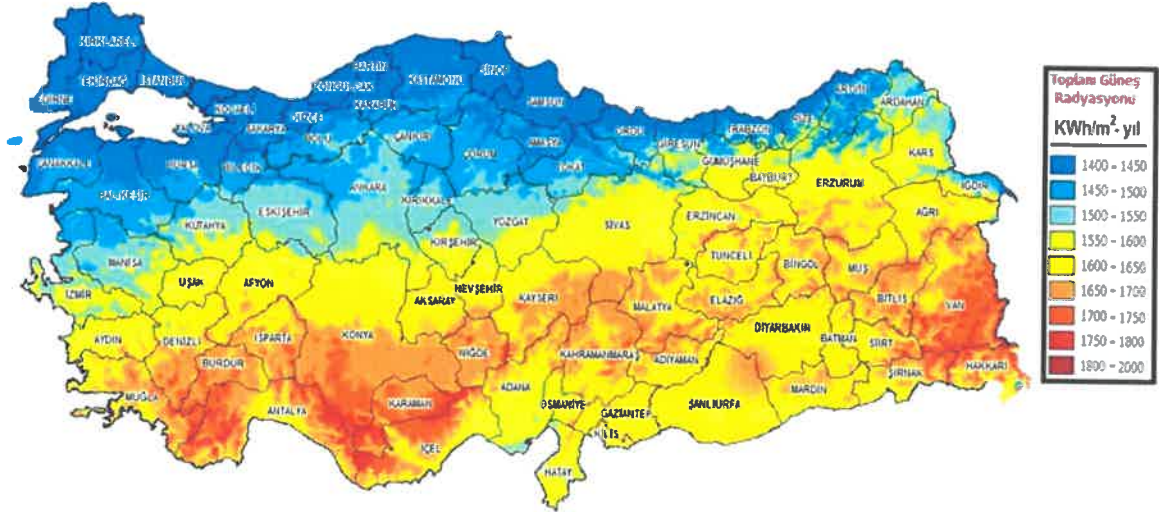 KIRKLARELİ
TEKİRDAĞ
İSTANBUL
EDİRNE
KOCAELİ
YALOVA
SAKARYA
DÜZCE
BOLU
ZONGULDAK
BARTIN
KARABÜK
KASTAMONU
SİNOP
SAMSUN
ÇANKIRI
ÇORUM
AMASYA
TOKAT
ORDU
GİRESUN
TRABZON
RİZE
ARTVİN
ARDAHAN
KARS
IĞDIR
GÜMÜŞHANE
BAYBURT
ERZURUM
AĞRI
ÇANAKKALE
BALIKESİR
BURSA
BİLECİK
KÜTAHYA
ESKİŞEHİR
ANKARA
KIRIKKALE
YOZGAT
KIRŞEHİR
SİVAS
ERZİNCAN
TUNCELİ
BİNGÖL
MUŞ
BİTLİS
VAN
MANİSA
İZMİR
UŞAK
AFYON
AKSARAY
NEVŞEHİR
KAYSERİ
MALATYA
ELAZIĞ
DİYARBAKIR
BATMAN
SİİRT
ŞIRNAK
HAKKARİ
AYDIN
DENİZLİ
ISPARTA
BURDUR
KONYA
NİĞDE
KAHRAMANMARAŞ
ADIYAMAN
MARDİN
MUĞLA
ANTALYA
KARAMAN
İÇEL
ADANA
OSMANİYE
GAZİANTEP
ŞANLIURFA
KİLİS
HATAY
Toplam Güneş
Radyasyonu
KWh/m²- yıl
1400 - 1450
1450 - 1500
1500 - 1550
1550 - 1600
1600 - 1650
1650 - 1700
1700 - 1750
1750 - 1800
1800 - 2000